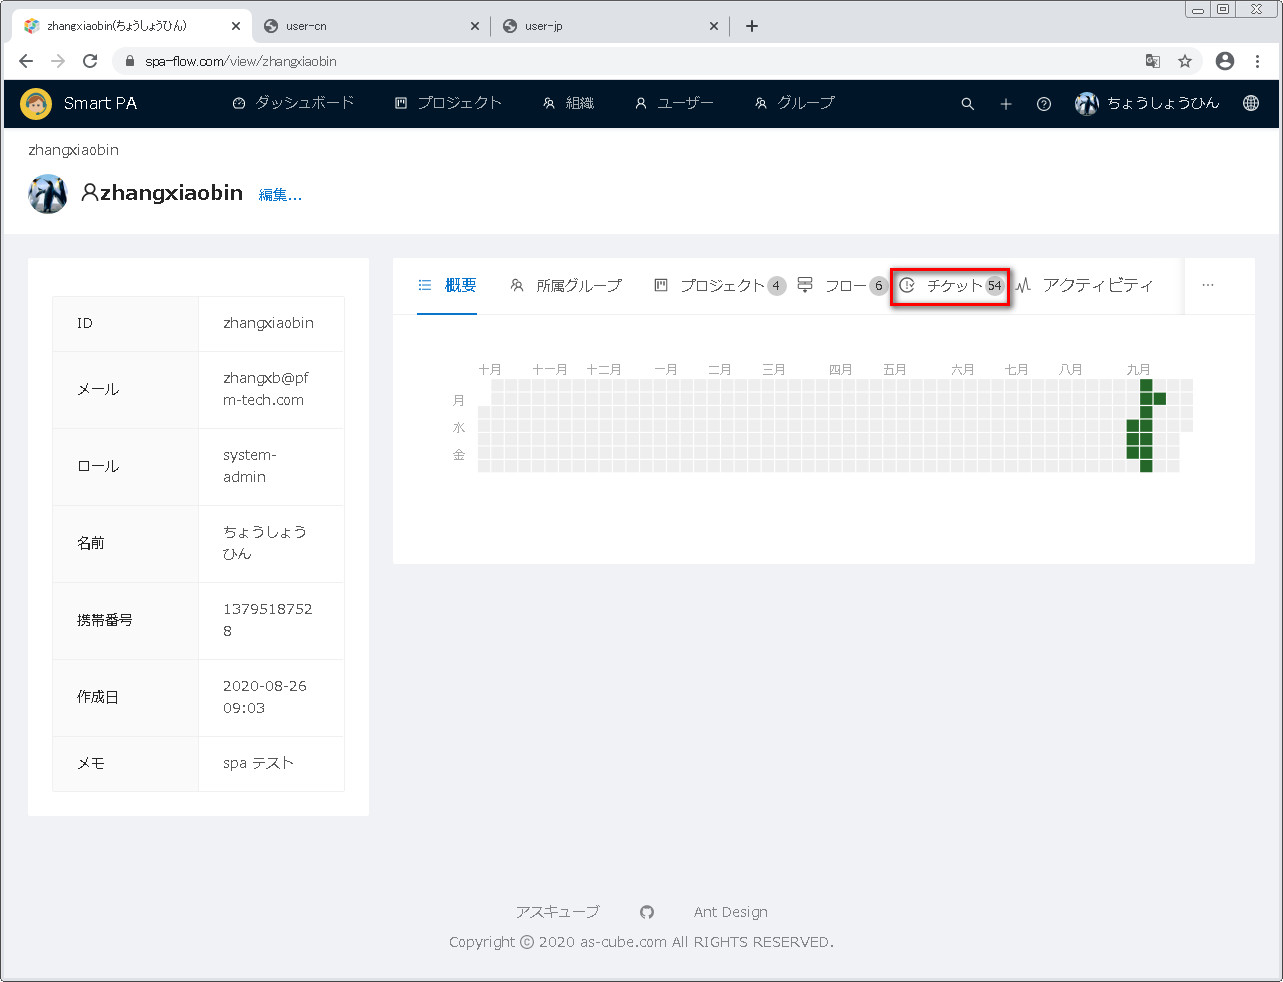 zhangxiaobin(ちょうしょうひん)
user-cn
user-jp
spa-flow.com/view/zhangxiaobin
Smart PA
ダッシュボード
プロジェクト
組織
ユーザー
グループ
ちょうしょうひん
zhangxiaobin
zhangxiaobin 編集...
概要
所属グループ
プロジェクト 4
フロー 6
チケット 54
アクティビティ
ID
zhangxiaobin
メール
zhangxb@pf
m-tech.com
ロール
system-
admin
名前
ちょうしょう
ひん
携帯番号
1379518752
8
作成日
2020-08-26
09:03
メモ
spa テスト
十月 十一月 十二月 一月 二月 三月 四月 五月 六月 七月 八月 九月
月
水
金
アスキューブ
Ant Design
Copyright © 2020 as-cube.com All RIGHTS RESERVED.